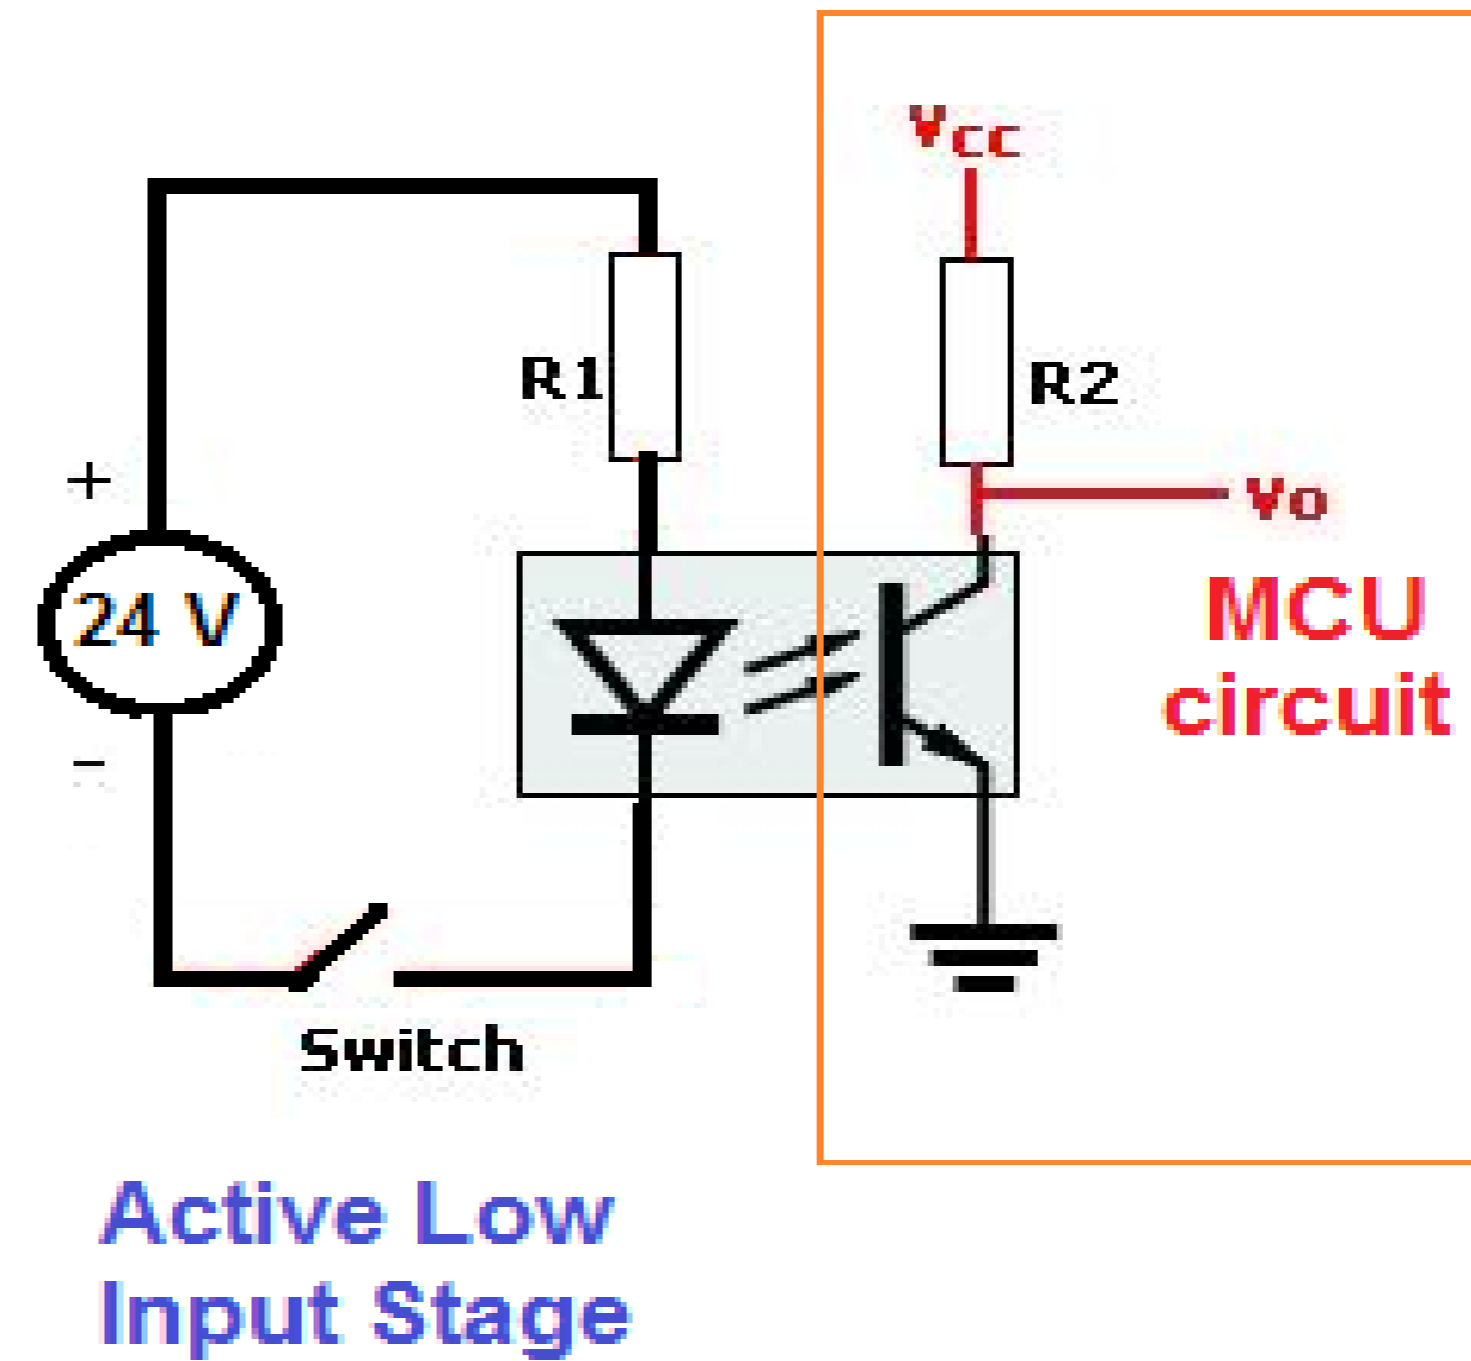 Vcc
R1
R2
+
24 V
Vo
MCU
circuit
−
Switch
Active Low
Input Stage